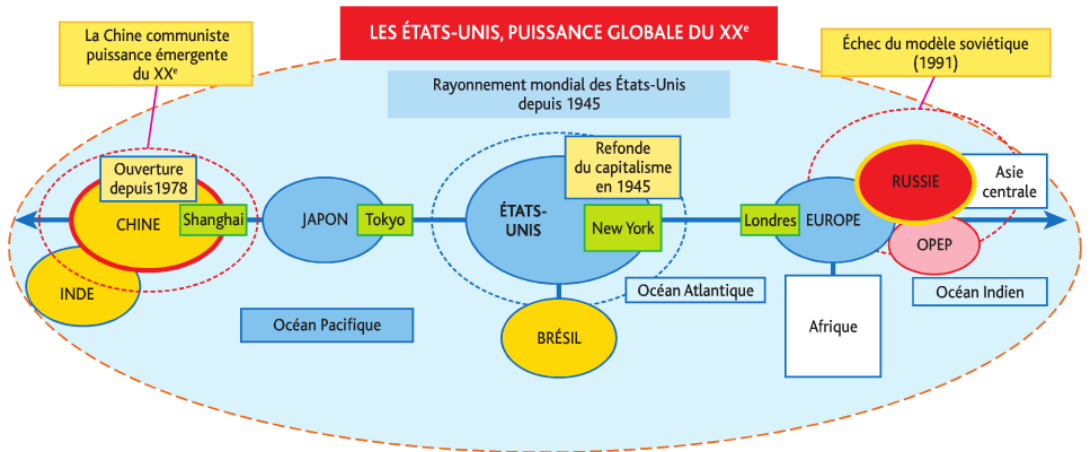 LES ÉTATS-UNIS, PUISSANCE GLOBALE DU XXe
La Chine communiste
puissance émergente
du XXe
Échec du modèle soviétique
(1991)
Rayonnement mondial des États-Unis
depuis 1945
Ouverture
depuis 1978
CHINE
Shanghai
INDE
JAPON
Tokyo
Océan Pacifique
Refonde
du capitalisme
en 1945
ÉTATS-
UNIS
New York
BRÉSIL
Océan Atlantique
Londres
EUROPE
Afrique
RUSSIE
Asie
centrale
OPEP
Océan Indien